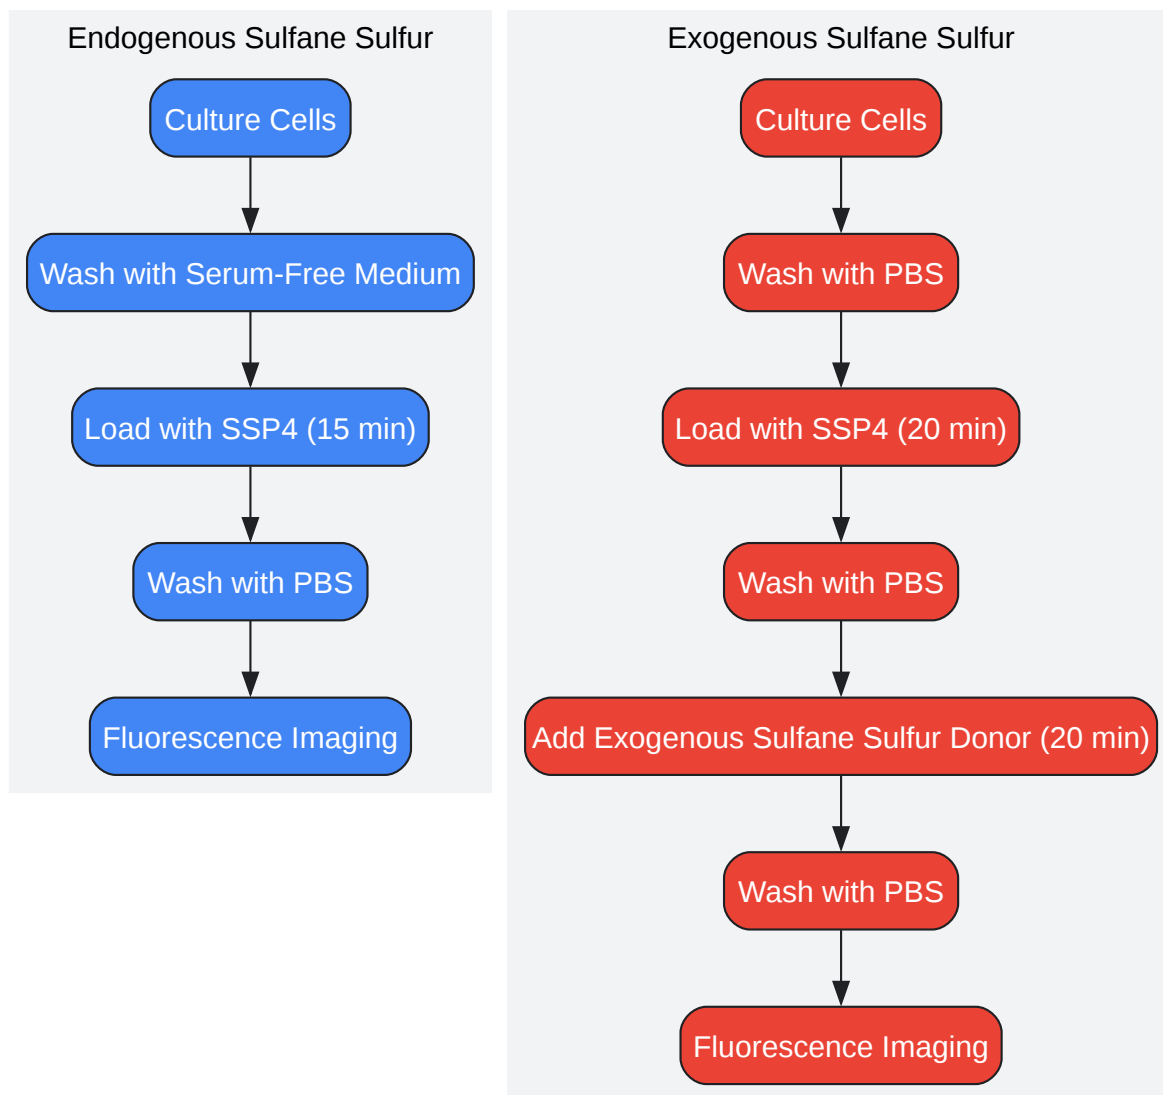 Endogenous Sulfane Sulfur
Culture Cells
Wash with Serum-Free Medium
Load with SSP4 (15 min)
Wash with PBS
Fluorescence Imaging
Exogenous Sulfane Sulfur
Culture Cells
Wash with PBS
Load with SSP4 (20 min)
Wash with PBS
Add Exogenous Sulfane Sulfur Donor (20 min)
Wash with PBS
Fluorescence Imaging